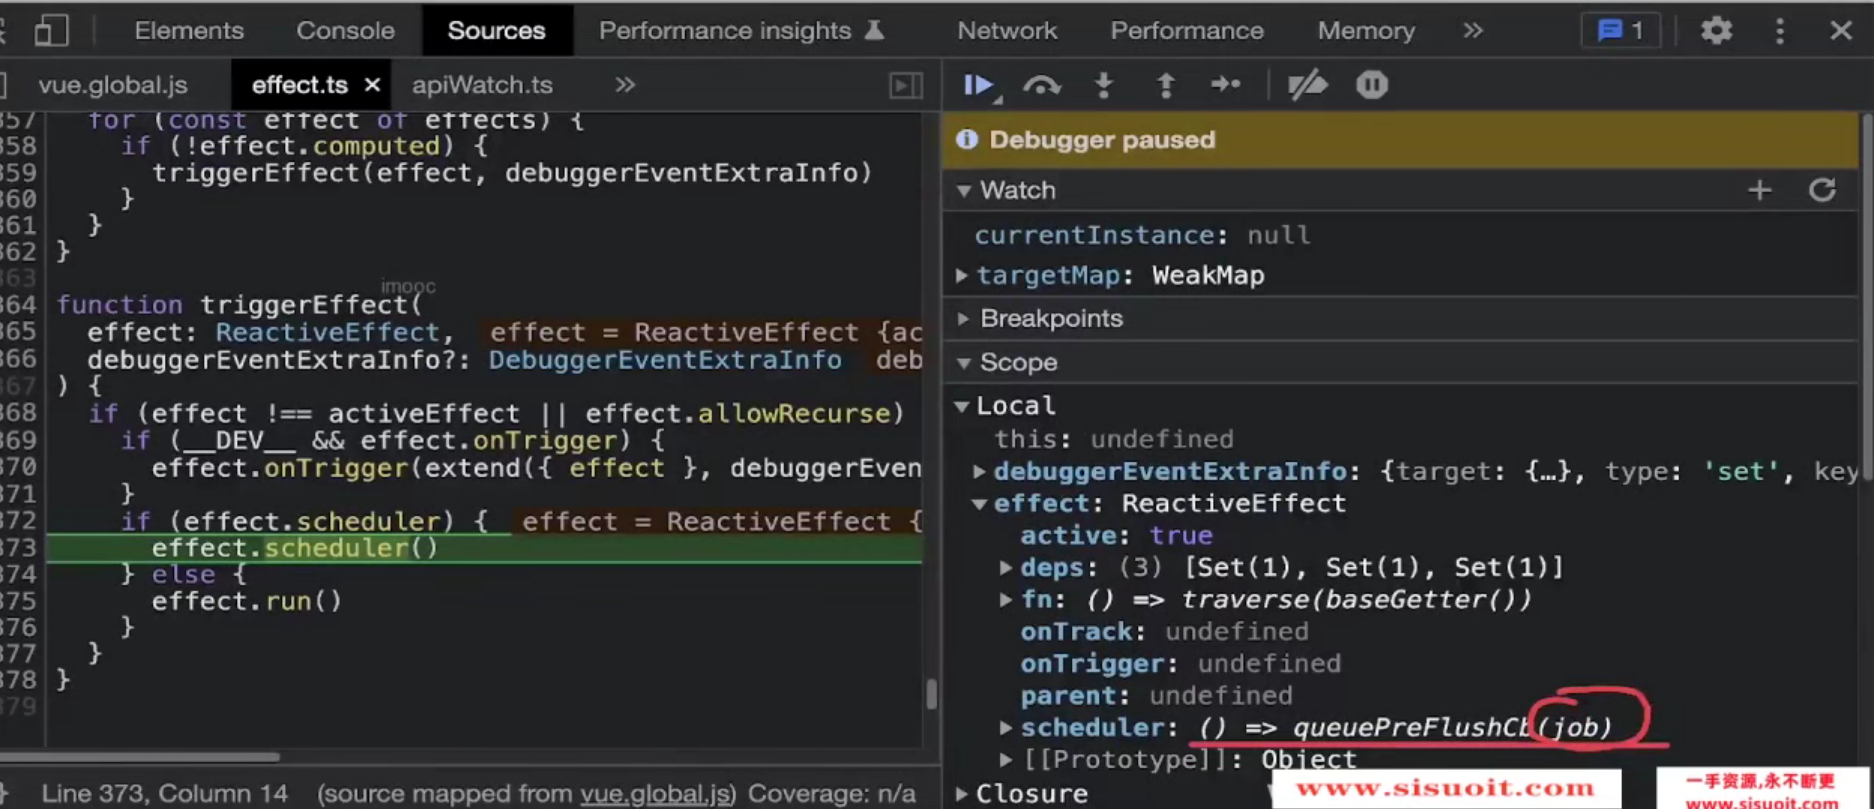 Elements Console Sources Performance insights Network Performance Memory » 1
vue.global.js effect.ts × apiWatch.ts »
357 for (const effect of effects) {
358 if (!effect.computed) {
359 triggerEffect(effect, debuggerEventExtraInfo)
360 }
361 }
362 }
363
imooc
364 function triggerEffect(
365 effect: ReactiveEffect, effect = ReactiveEffect {ac
366 debuggerEventExtraInfo?: DebuggerEventExtraInfo deb
367 ) {
368 if (effect !== activeEffect || effect.allowRecurse)
369 if (__DEV__ && effect.onTrigger) {
370 effect.onTrigger(extend({ effect }, debuggerEven
371 }
372 if (effect.scheduler) { effect = ReactiveEffect {
373 effect.scheduler()
374 } else {
375 effect.run()
376 }
377 }
378 }
379
Line 373, Column 14 (source mapped from vue.global.js) Coverage: n/a
Debugger paused
Watch
currentInstance: null
targetMap: WeakMap
Breakpoints
Scope
Local
this: undefined
debuggerEventExtraInfo: {target: {…}, type: 'set', key
effect: ReactiveEffect
active: true
deps: (3) [Set(1), Set(1), Set(1)]
fn: () => traverse(baseGetter())
onTrack: undefined
onTrigger: undefined
parent: undefined
scheduler: () => queuePreFlushCb(job)
[[Prototype]]: Object
Closure
www.sisuoit.com
一手资源,永不断更
www.sisuoit.com